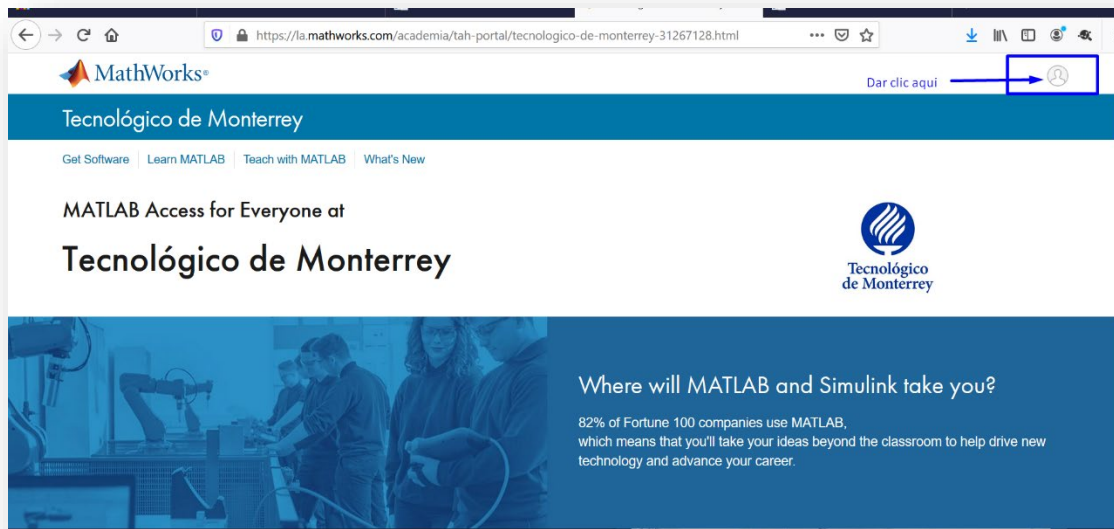 https://la.mathworks.com/academia/tah-portal/tecnologico-de-monterrey-31267128.html
MathWorks®
Dar clic aquí
Tecnológico de Monterrey
Get Software | Learn MATLAB | Teach with MATLAB | What's New
MATLAB Access for Everyone at
Tecnológico de Monterrey
Tecnológico
de Monterrey
Where will MATLAB and Simulink take you?
82% of Fortune 100 companies use MATLAB,
which means that you'll take your ideas beyond the classroom to help drive new
technology and advance your career.